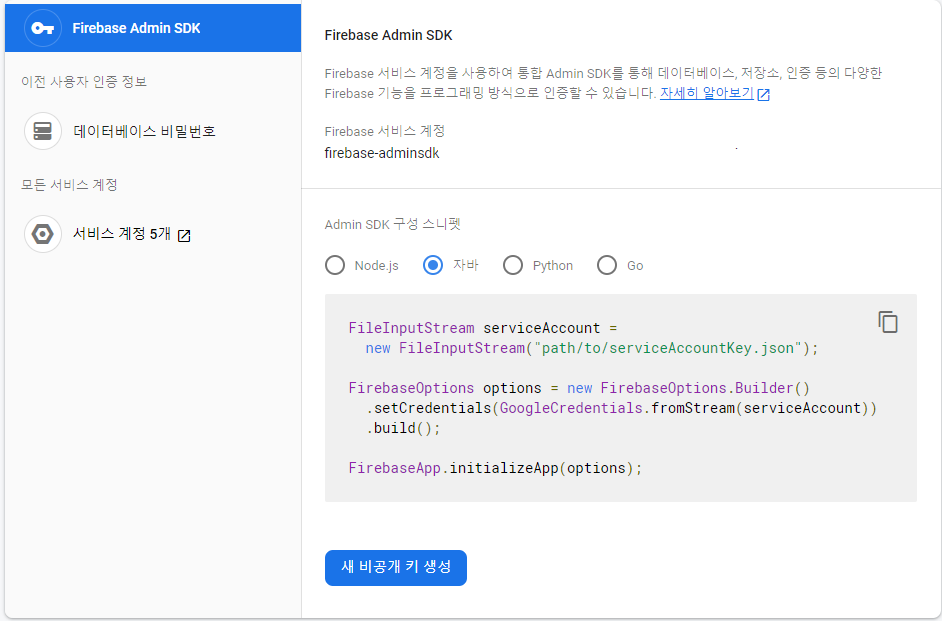 Firebase Admin SDK
이전 사용자 인증 정보
데이터베이스 비밀번호
모든 서비스 계정
서비스 계정 5개
Firebase Admin SDK
Firebase 서비스 계정을 사용하여 통합 Admin SDK를 통해 데이터베이스, 저장소, 인증 등의 다양한
Firebase 기능을 프로그래밍 방식으로 인증할 수 있습니다. 자세히 알아보기
Firebase 서비스 계정
firebase-adminsdk
Admin SDK 구성 스니펫
Node.js 자바 Python Go
FileInputStream serviceAccount =
new FileInputStream("path/to/serviceAccountKey.json");
FirebaseOptions options = new FirebaseOptions.Builder()
.setCredentials(GoogleCredentials.fromStream(serviceAccount))
.build();
FirebaseApp.initializeApp(options);
새 비공개 키 생성